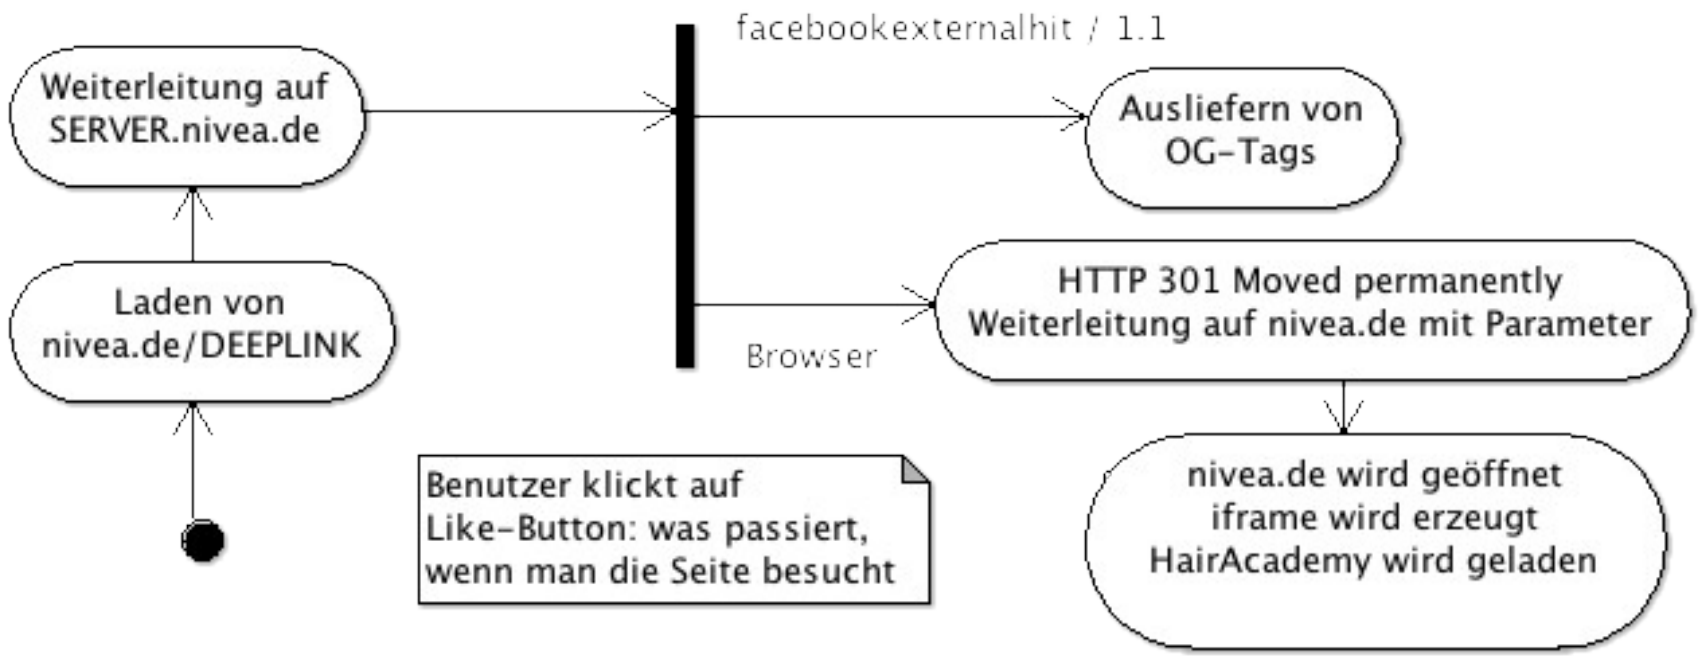 facebookexternalhit / 1.1
Weiterleitung auf
SERVER.nivea.de
Ausliefern von
OG-Tags
Laden von
nivea.de/DEEPLINK
HTTP 301 Moved permanently
Weiterleitung auf nivea.de mit Parameter
Browser
Benutzer klickt auf
Like-Button: was passiert,
wenn man die Seite besucht
nivea.de wird geöffnet
iframe wird erzeugt
HairAcademy wird geladen